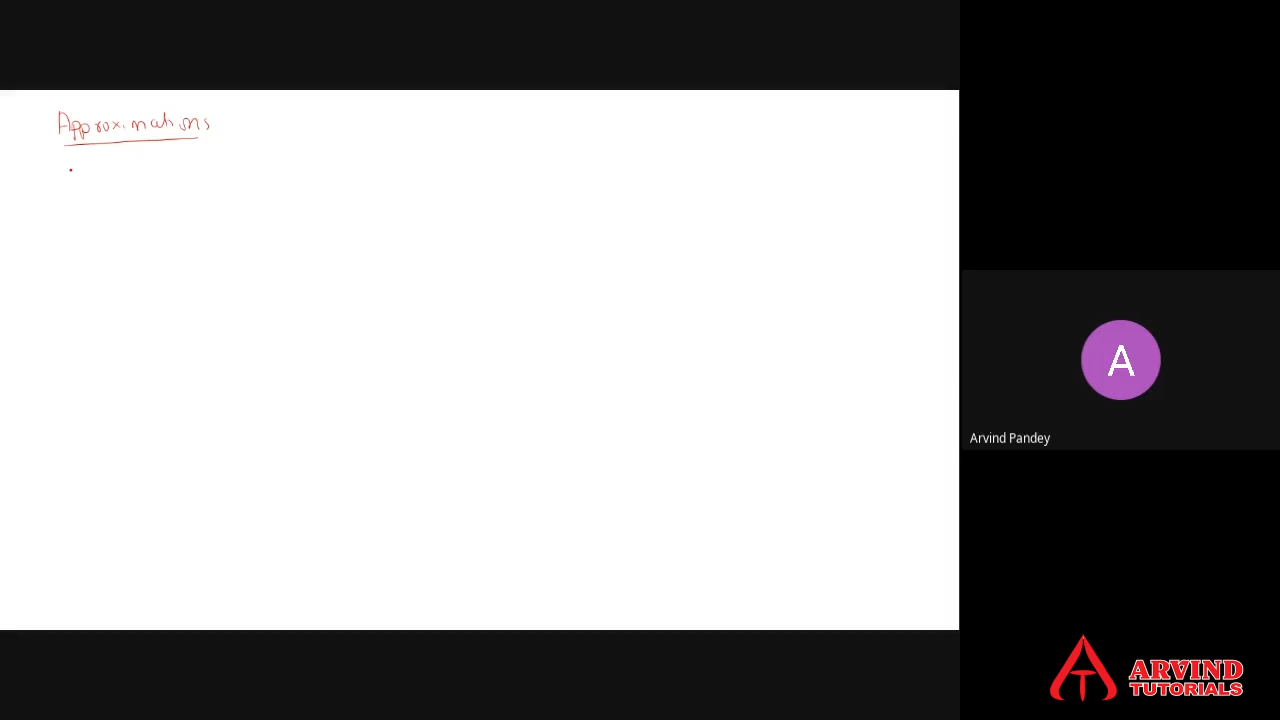 Approximations
A
Arvind Pandey
ARVIND
TUTORIALS